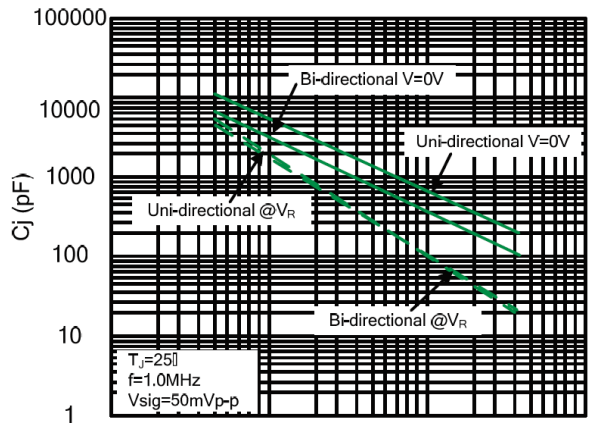 100000
10000
1000
100
10
1
Cj (pF)
Bi-directional V=0V
Uni-directional V=0V
Uni-directional @VR
Bi-directional @VR
TJ=25▯
f=1.0MHz
Vsig=50mVp-p